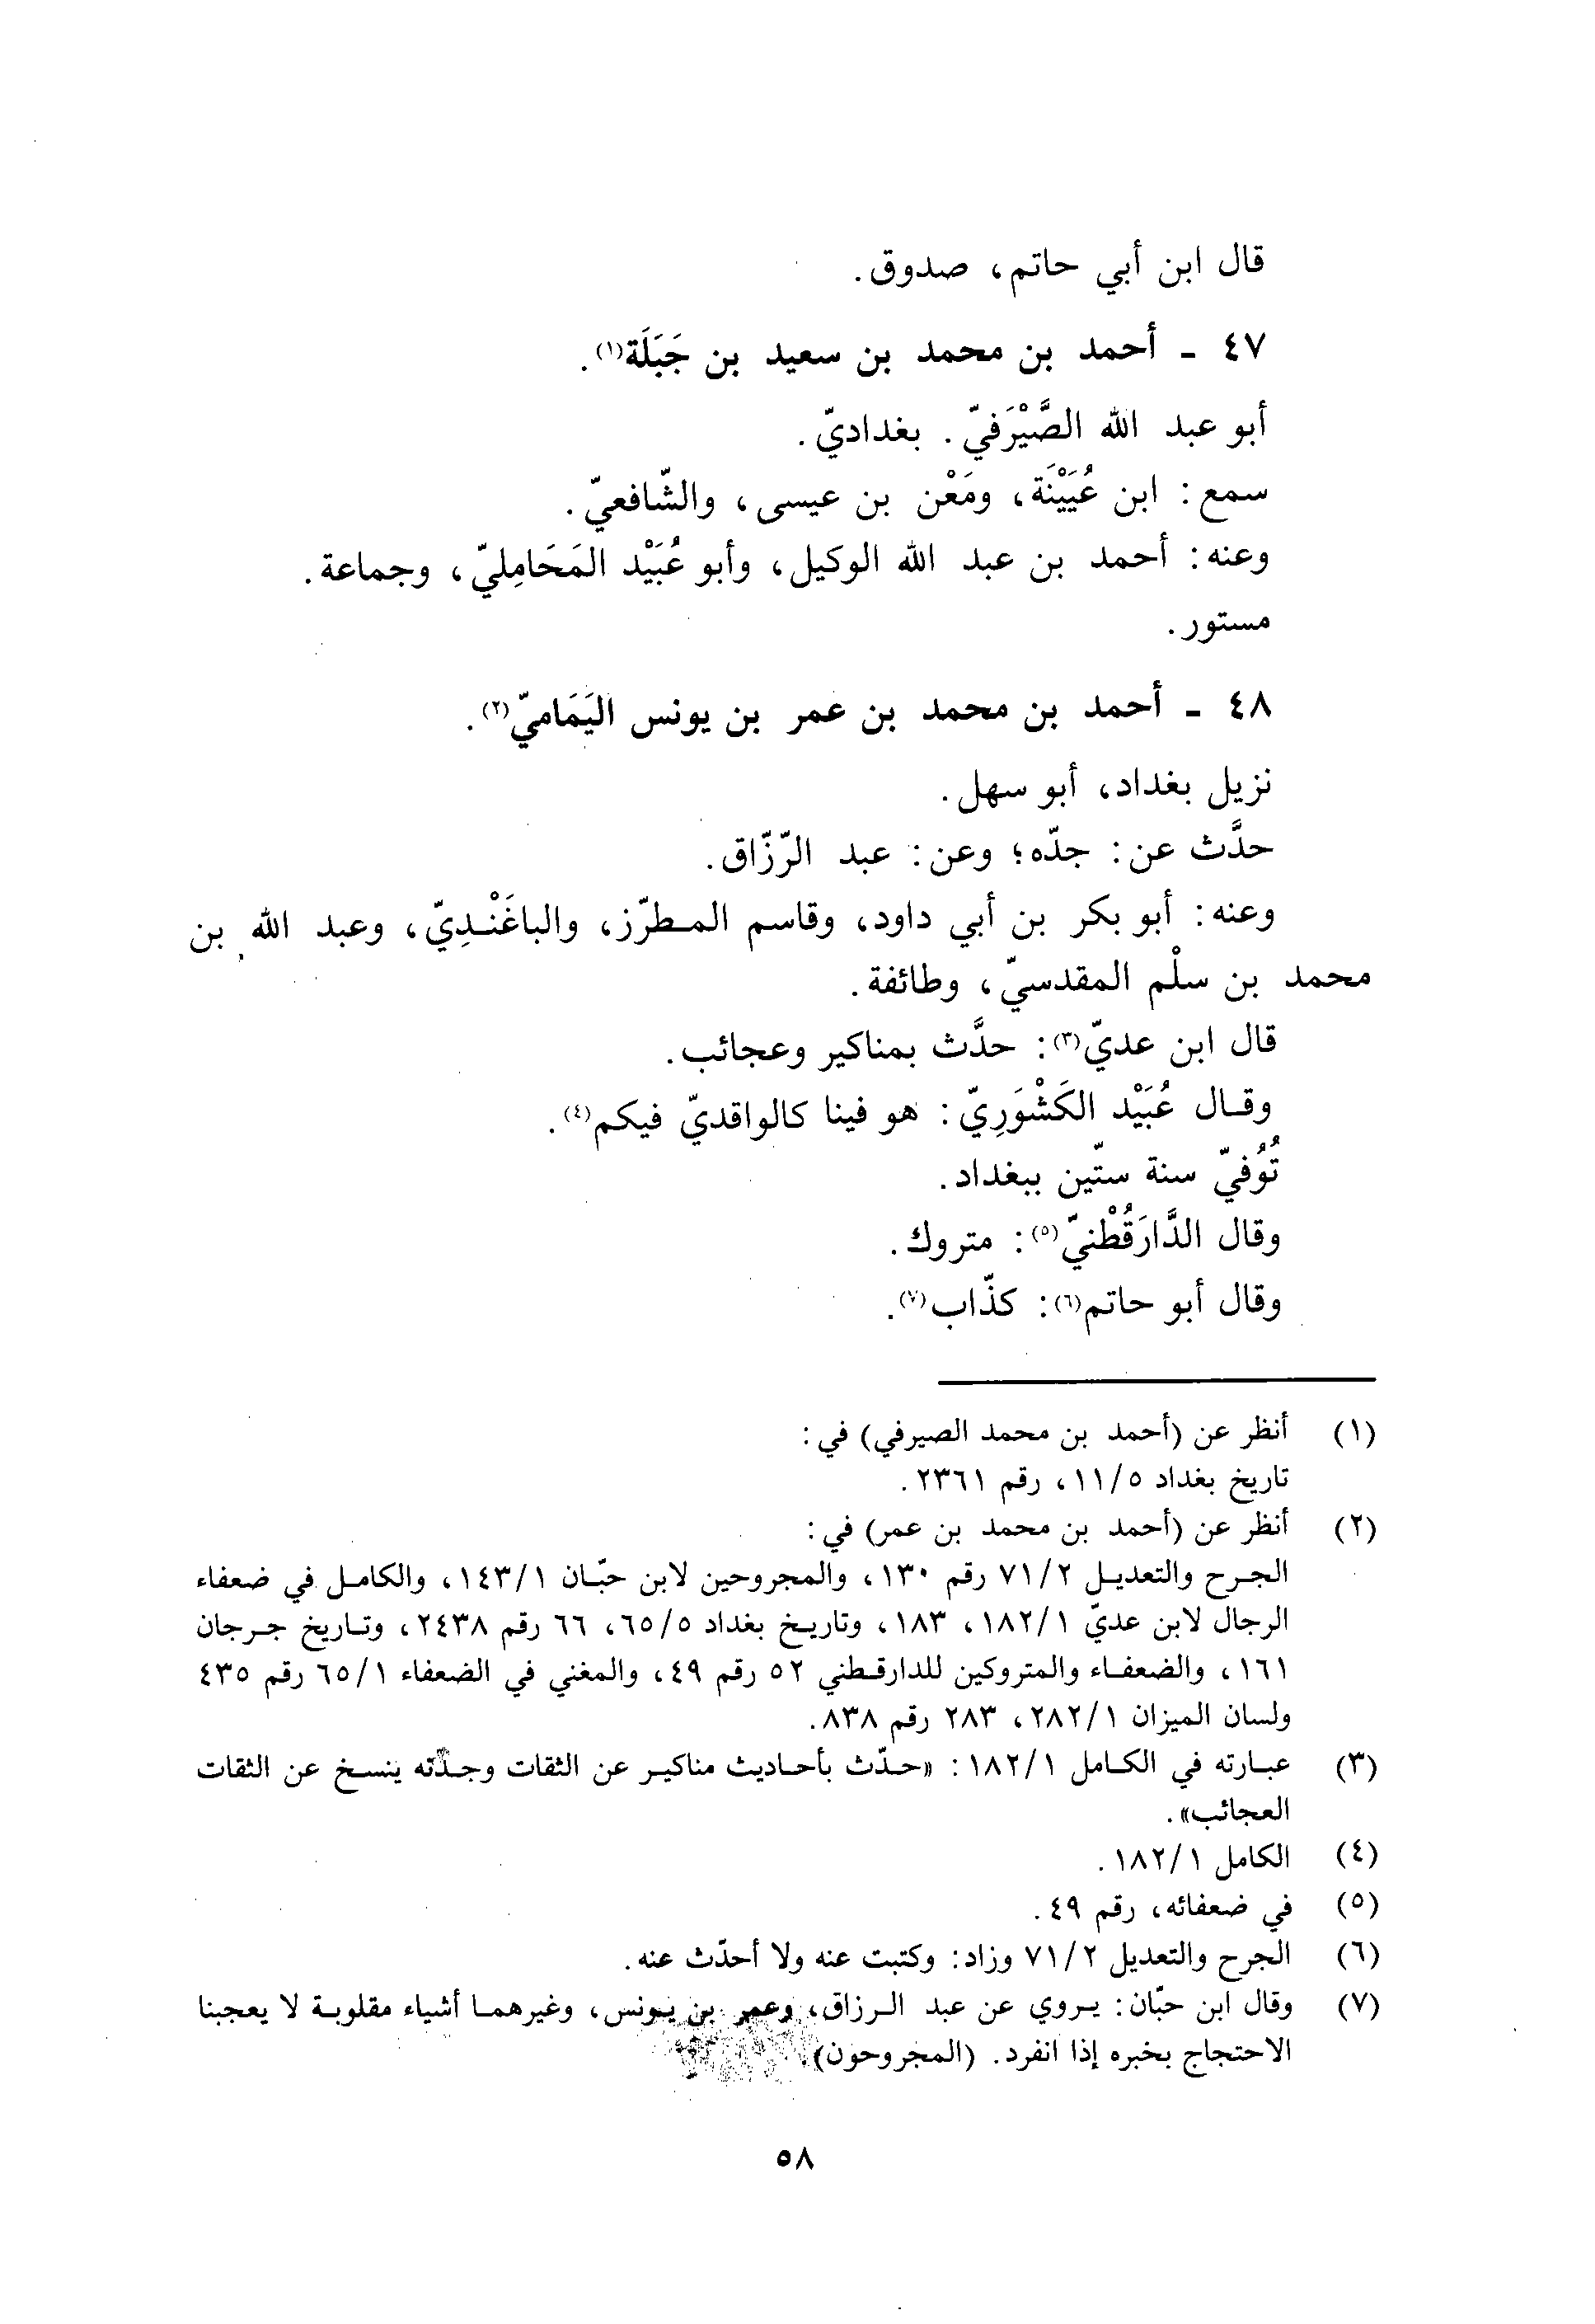 قال ابن أبي حاتم، صدوق.
٤٧ - أحمد بن محمد بن سعيد بن جَبَلَة(١).
أبو عبد الله الصَّيْرَفيّ. بغداديّ.
سمع: ابن عُيَيْنَة، ومَعْن بن عيسى، والشّافعيّ.
وعنه: أحمد بن عبد الله الوكيل، وأبو عُبَيْد المَحَامِليّ، وجماعة.
مستور.
٤٨ - أحمد بن محمد بن عمر بن يونس اليَمَاميّ(٢).
نزيل بغداد، أبو سهل.
حدَّث عن: جدّه؛ وعن: عبد الرّزّاق.
وعنه: أبو بكر بن أبي داود، وقاسم المطرّز، والباغَنْدِيّ، وعبد الله بن
محمد بن سلْم المقدسيّ، وطائفة.
قال ابن عديّ(٣): حدَّث بمناكير وعجائب.
وقال عُبَيْد الكَشْوَرِيّ: هو فينا كالواقديّ فيكم(٤).
تُوُفيّ سنة ستّين ببغداد.
وقال الدَّارَقُطْنيّ(٥): متروك.
وقال أبو حاتم(٦): كذّاب(٧).
(١) أنظر عن (أحمد بن محمد الصيرفي) في:
تاريخ بغداد ١١/٥، رقم ٢٣٦١.
(٢) أنظر عن (أحمد بن محمد بن عمر) في:
الجرح والتعديل ٧١/٢ رقم ١٣٠، والمجروحين لابن حبّان ١٤٣/١، والكامل في ضعفاء
الرجال لابن عديّ ١٨٢/١، ١٨٣، وتاريخ بغداد ٦٥/٥، ٦٦ رقم ٢٤٣٨، وتاريخ جرجان
١٦١، والضعفاء والمتروكين للدارقطني ٥٢ رقم ٤٩، والمغني في الضعفاء ٦٥/١ رقم ٤٣٥
ولسان الميزان ٢٨٢/١، ٢٨٣ رقم ٨٣٨.
(٣) عبارته في الكامل ١٨٢/١: «حدّث بأحاديث مناكير عن الثقات وجدّته ينسخ عن الثقات
العجائب».
(٤) الكامل ١٨٢/١.
(٥) في ضعفائه، رقم ٤٩.
(٦) الجرح والتعديل ٧١/٢ وزاد: وكتبت عنه ولا أحدّث عنه.
(٧) وقال ابن حبّان: يروي عن عبد الرزاق، وعمر بن يونس، وغيرهما أشياء مقلوبة لا يعجبنا
الاحتجاج بخبره إذا انفرد. (المجروحون).
٥٨